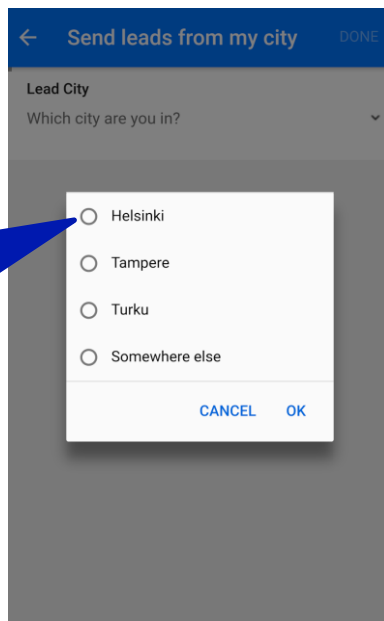 Send leads from my city DONE
Lead City
Which city are you in?
Helsinki
Tampere
Turku
Somewhere else
CANCEL OK